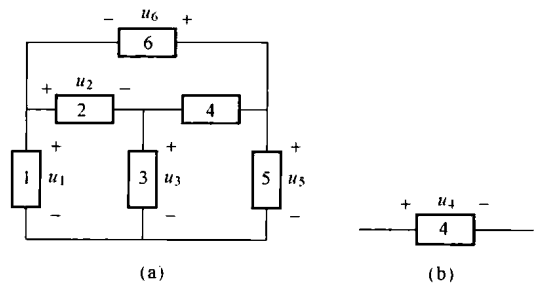 − u6 +
6
+ u2 −
2
4
+ + +
1 u1 3 u3 5 u5
− − −
+ u4 −
4
(a) (b)